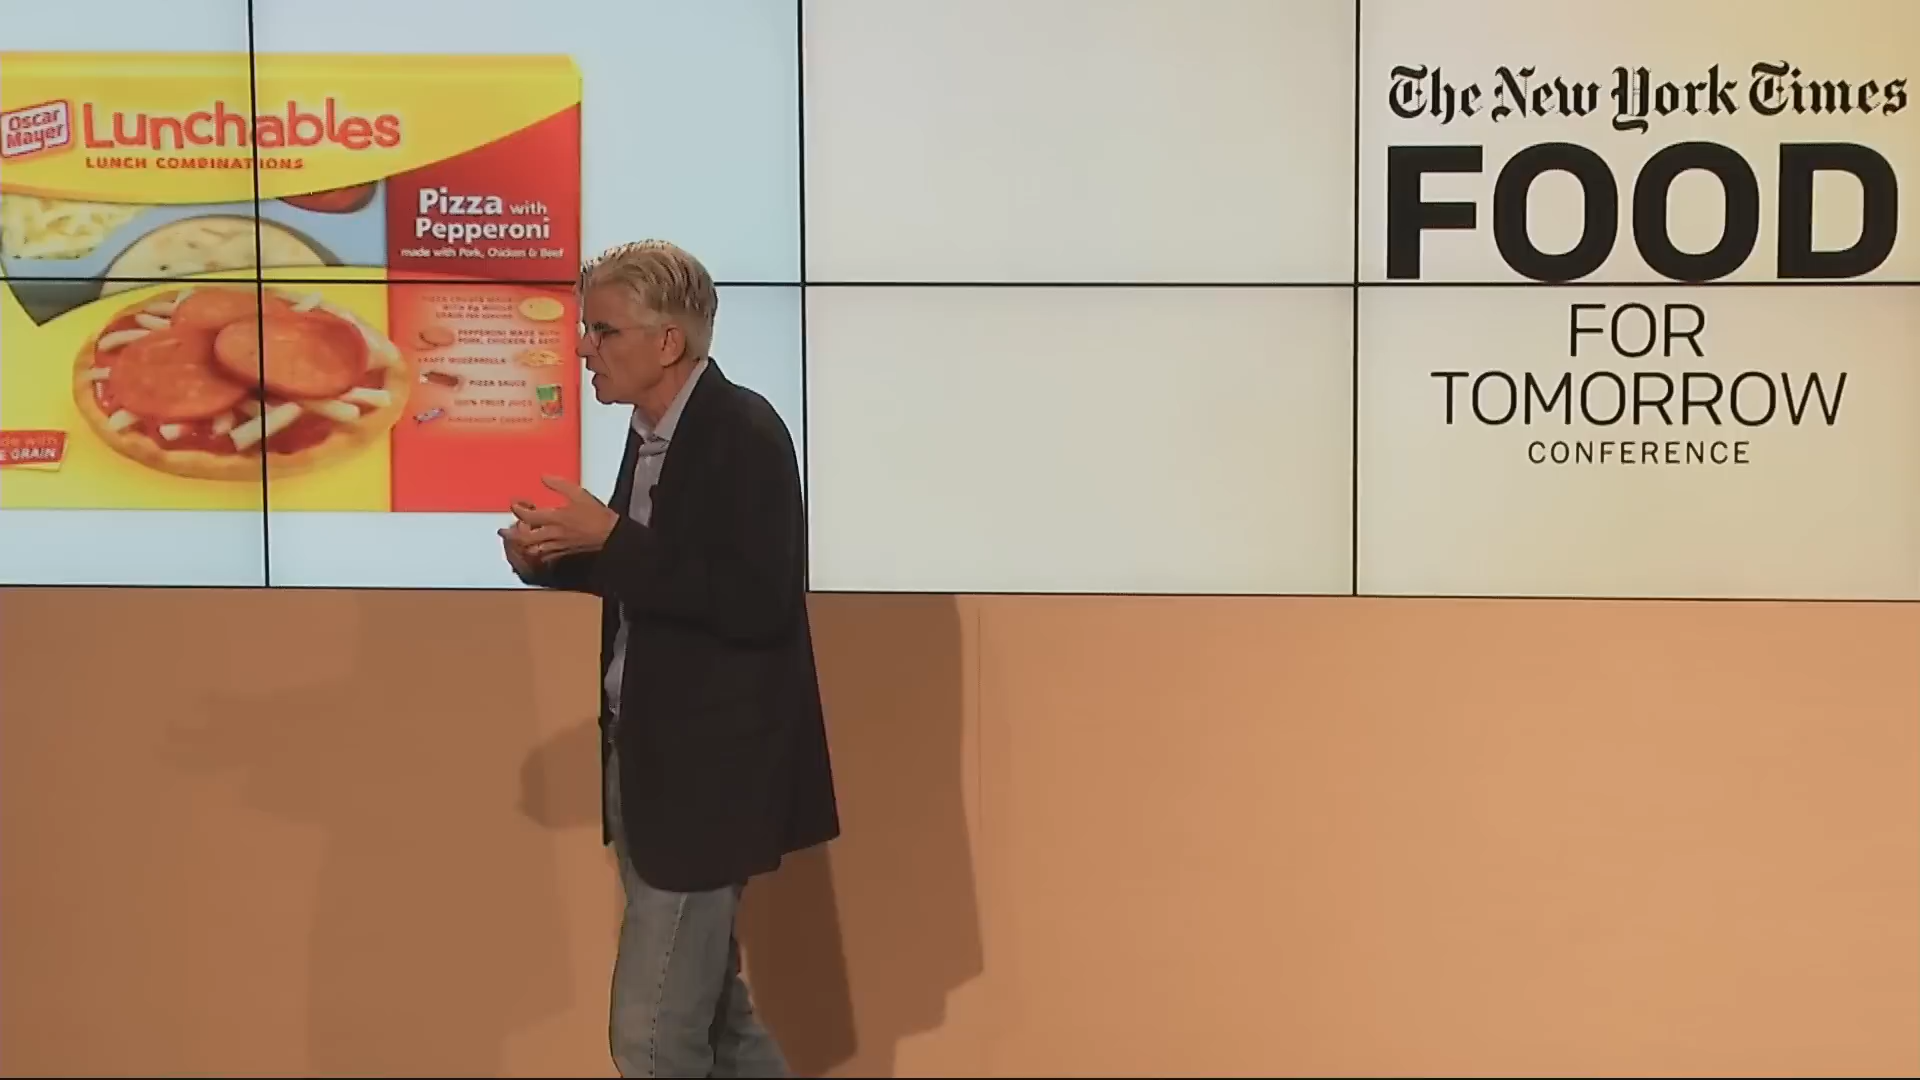 Oscar
Mayer
Lunchables
LUNCH COMBINATIONS
Pizza with
Pepperoni
made with Pork, Chicken & Beef
PEPPERONI MADE WITH
PORK, CHICKEN & BEEF
PIZZA SAUCE
100% FRUIT JUICE
GRAIN
The New York Times
FOOD
FOR
TOMORROW
CONFERENCE